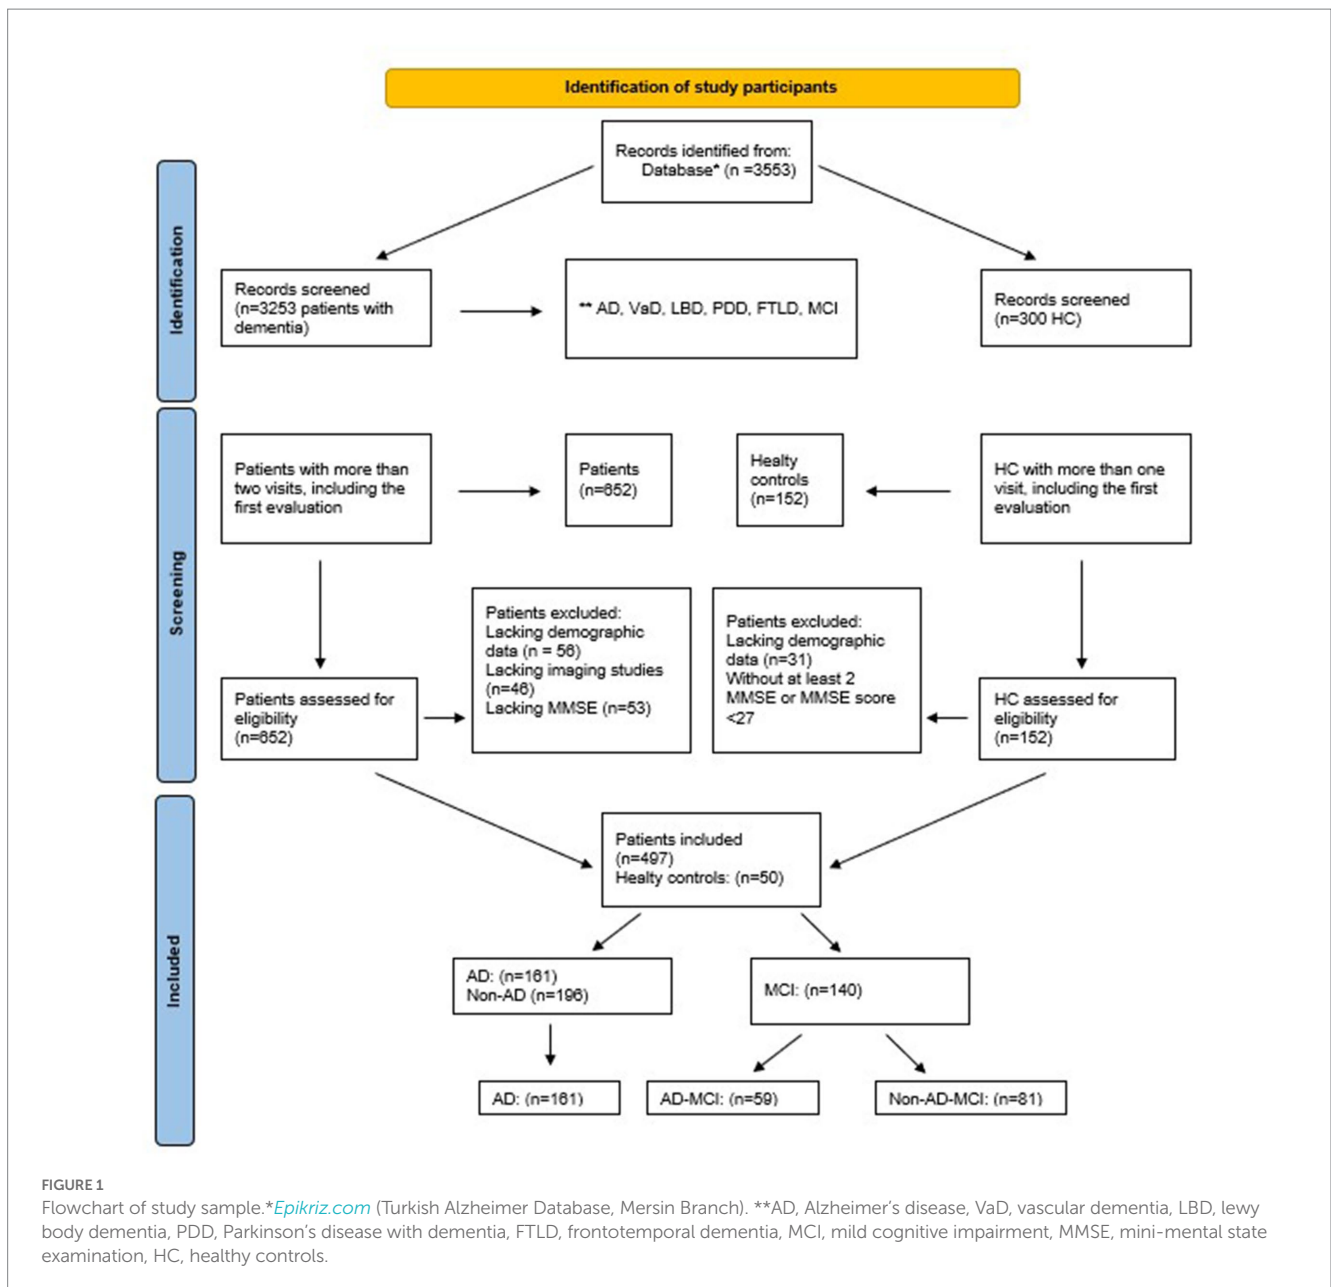 Identification of study participants
Records identified from:
Database* (n =3553)
Identification
Records screened
(n=3253 patients with
dementia)
** AD, VaD, LBD, PDD, FTLD, MCI
Records screened
(n=300 HC)
Screening
Patients with more than
two visits, including the
first evaluation
Patients
(n=652)
Healty
controls
(n=152)
HC with more than one
visit, including the first
evaluation
Patients excluded:
Lacking demographic
data (n = 56)
Lacking imaging studies
(n=46)
Lacking MMSE (n=53)
Patients excluded:
Lacking demographic
data (n=31)
Without at least 2
MMSE or MMSE score
<27
Patients assessed for
eligibility
(n=652)
HC assessed for
eligibility
(n=152)
Included
Patients included
(n=497)
Healty controls: (n=50)
AD: (n=161)
Non-AD (n=196)
MCI: (n=140)
AD: (n=161)
AD-MCI: (n=59)
Non-AD-MCI: (n=81)
FIGURE 1
Flowchart of study sample.*Epikriz.com (Turkish Alzheimer Database, Mersin Branch). **AD, Alzheimer's disease, VaD, vascular dementia, LBD, lewy
body dementia, PDD, Parkinson's disease with dementia, FTLD, frontotemporal dementia, MCI, mild cognitive impairment, MMSE, mini-mental state
examination, HC, healthy controls.